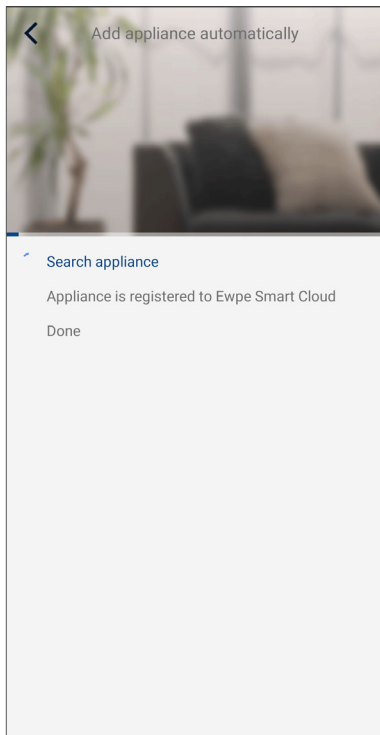 Add appliance automatically
Search appliance
Appliance is registered to Ewpe Smart Cloud
Done